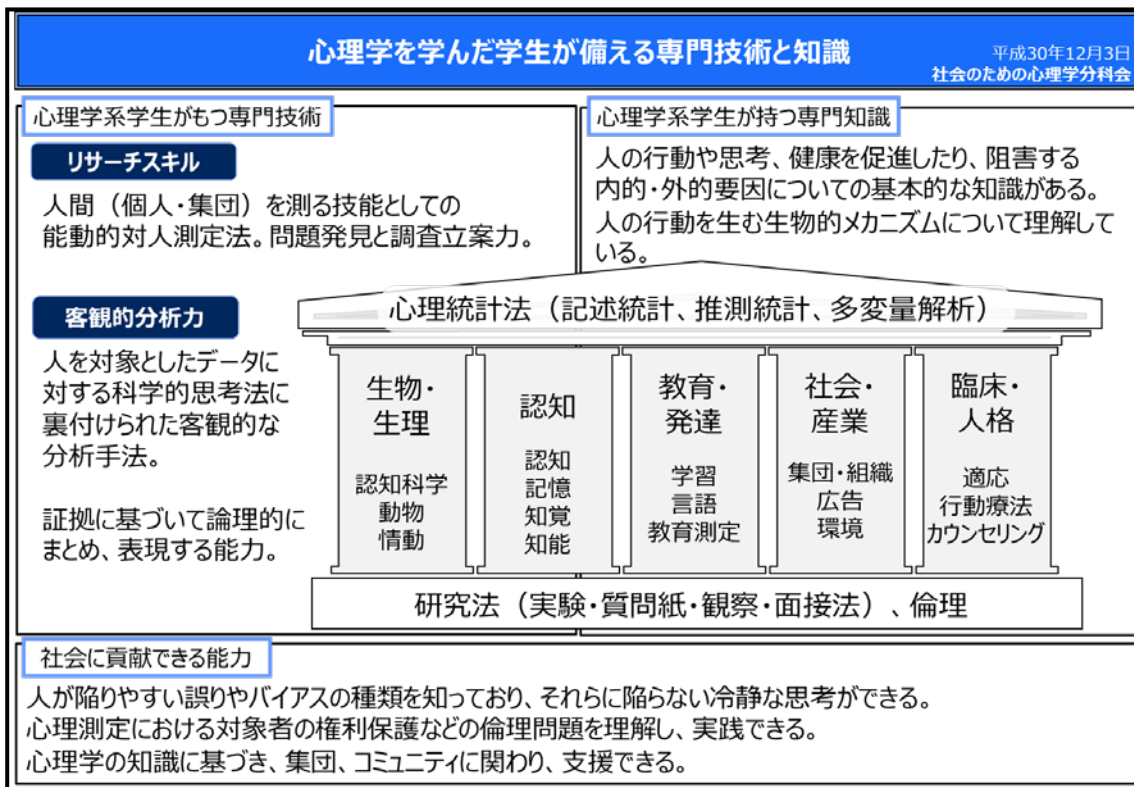 心理学を学んだ学生が備える専門技術と知識
平成30年12月3日
社会のための心理学分科会
心理学系学生がもつ専門技術
リサーチスキル
人間（個人・集団）を測る技能としての
能動的対人測定法。問題発見と調査立案力。
客観的分析力
人を対象としたデータに
対する科学的思考法に
裏付けられた客観的な
分析手法。
証拠に基づいて論理的に
まとめ、表現する能力。
心理学系学生が持つ専門知識
人の行動や思考、健康を促進したり、阻害する
内的・外的要因についての基本的な知識がある。
人の行動を生む生物的メカニズムについて理解して
いる。
心理統計法（記述統計、推測統計、多変量解析）
生物・
生理
認知科学
動物
情動
認知
認知
記憶
知覚
知能
教育・
発達
学習
言語
教育測定
社会・
産業
集団・組織
広告
環境
臨床・
人格
適応
行動療法
カウンセリング
研究法（実験・質問紙・観察・面接法）、倫理
社会に貢献できる能力
人が陥りやすい誤りやバイアスの種類を知っており、それらに陥らない冷静な思考ができる。
心理測定における対象者の権利保護などの倫理問題を理解し、実践できる。
心理学の知識に基づき、集団、コミュニティに関わり、支援できる。